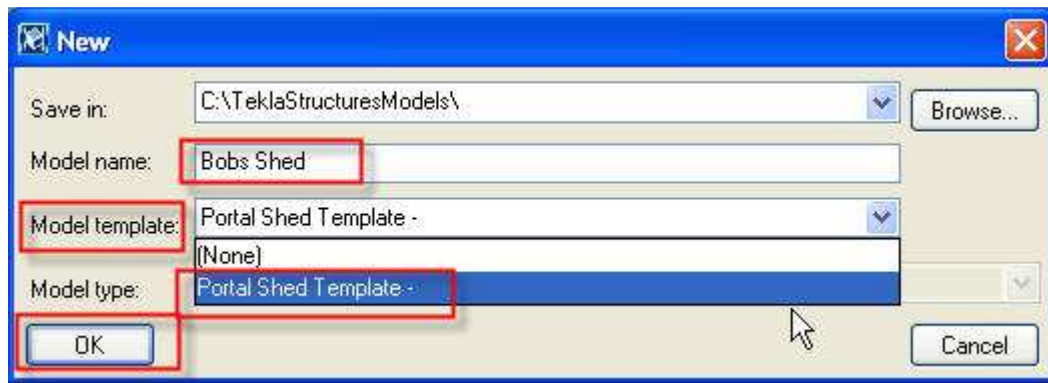 New
Save in: C:\TeklaStructuresModels\ Browse...
Model name: Bobs Shed
Model template: Portal Shed Template -
(None)
Model type: Portal Shed Template -
OK Cancel